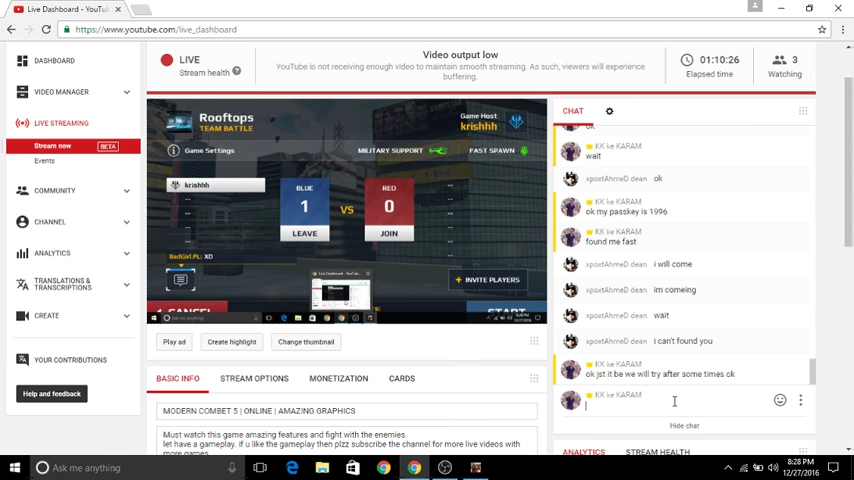 Live Dashboard - YouTube
https://www.youtube.com/live_dashboard
DASHBOARD
VIDEO MANAGER
LIVE STREAMING
Stream now
BETA
Events
COMMUNITY
CHANNEL
ANALYTICS
TRANSLATIONS &
TRANSCRIPTIONS
CREATE
YOUR CONTRIBUTIONS
Help and feedback
LIVE
Stream health
Video output low
YouTube is not receiving enough video to maintain smooth streaming. As such, viewers will experience
buffering.
01:10:26
Elapsed time
3
Watching
Rooftops
TEAM BATTLE
Game Host
krishhh
Game Settings
MILITARY SUPPORT
FAST SPAWN
krishhh
BLUE
1
LEAVE
VS
RED
0
JOIN
BadGirl.PL: XD
INVITE PLAYERS
CANCEL
START
Play ad
Create highlight
Change thumbnail
BASIC INFO
STREAM OPTIONS
MONETIZATION
CARDS
MODERN COMBAT 5 | ONLINE | AMAZING GRAPHICS
Must watch this game amazing features and fight with the enemies.
let have a gameplay. if u like the gameplay then plzz subscribe the channel for more live videos with
more games.
CHAT
ok
KK ke KARAM
wait
xpoxtAhmeD dean ok
KK ke KARAM
ok my passkey is 1996
KK ke KARAM
found me fast
xpoxtAhmeD dean i will come
xpoxtAhmeD dean im comeing
xpoxtAhmeD dean wait
xpoxtAhmeD dean i can't found you
KK ke KARAM
ok jst it be we will try after some times ok
KK ke KARAM
Hide chat
ANALYTICS
STREAM HEALTH
Ask me anything
8:28 PM
12/27/2016